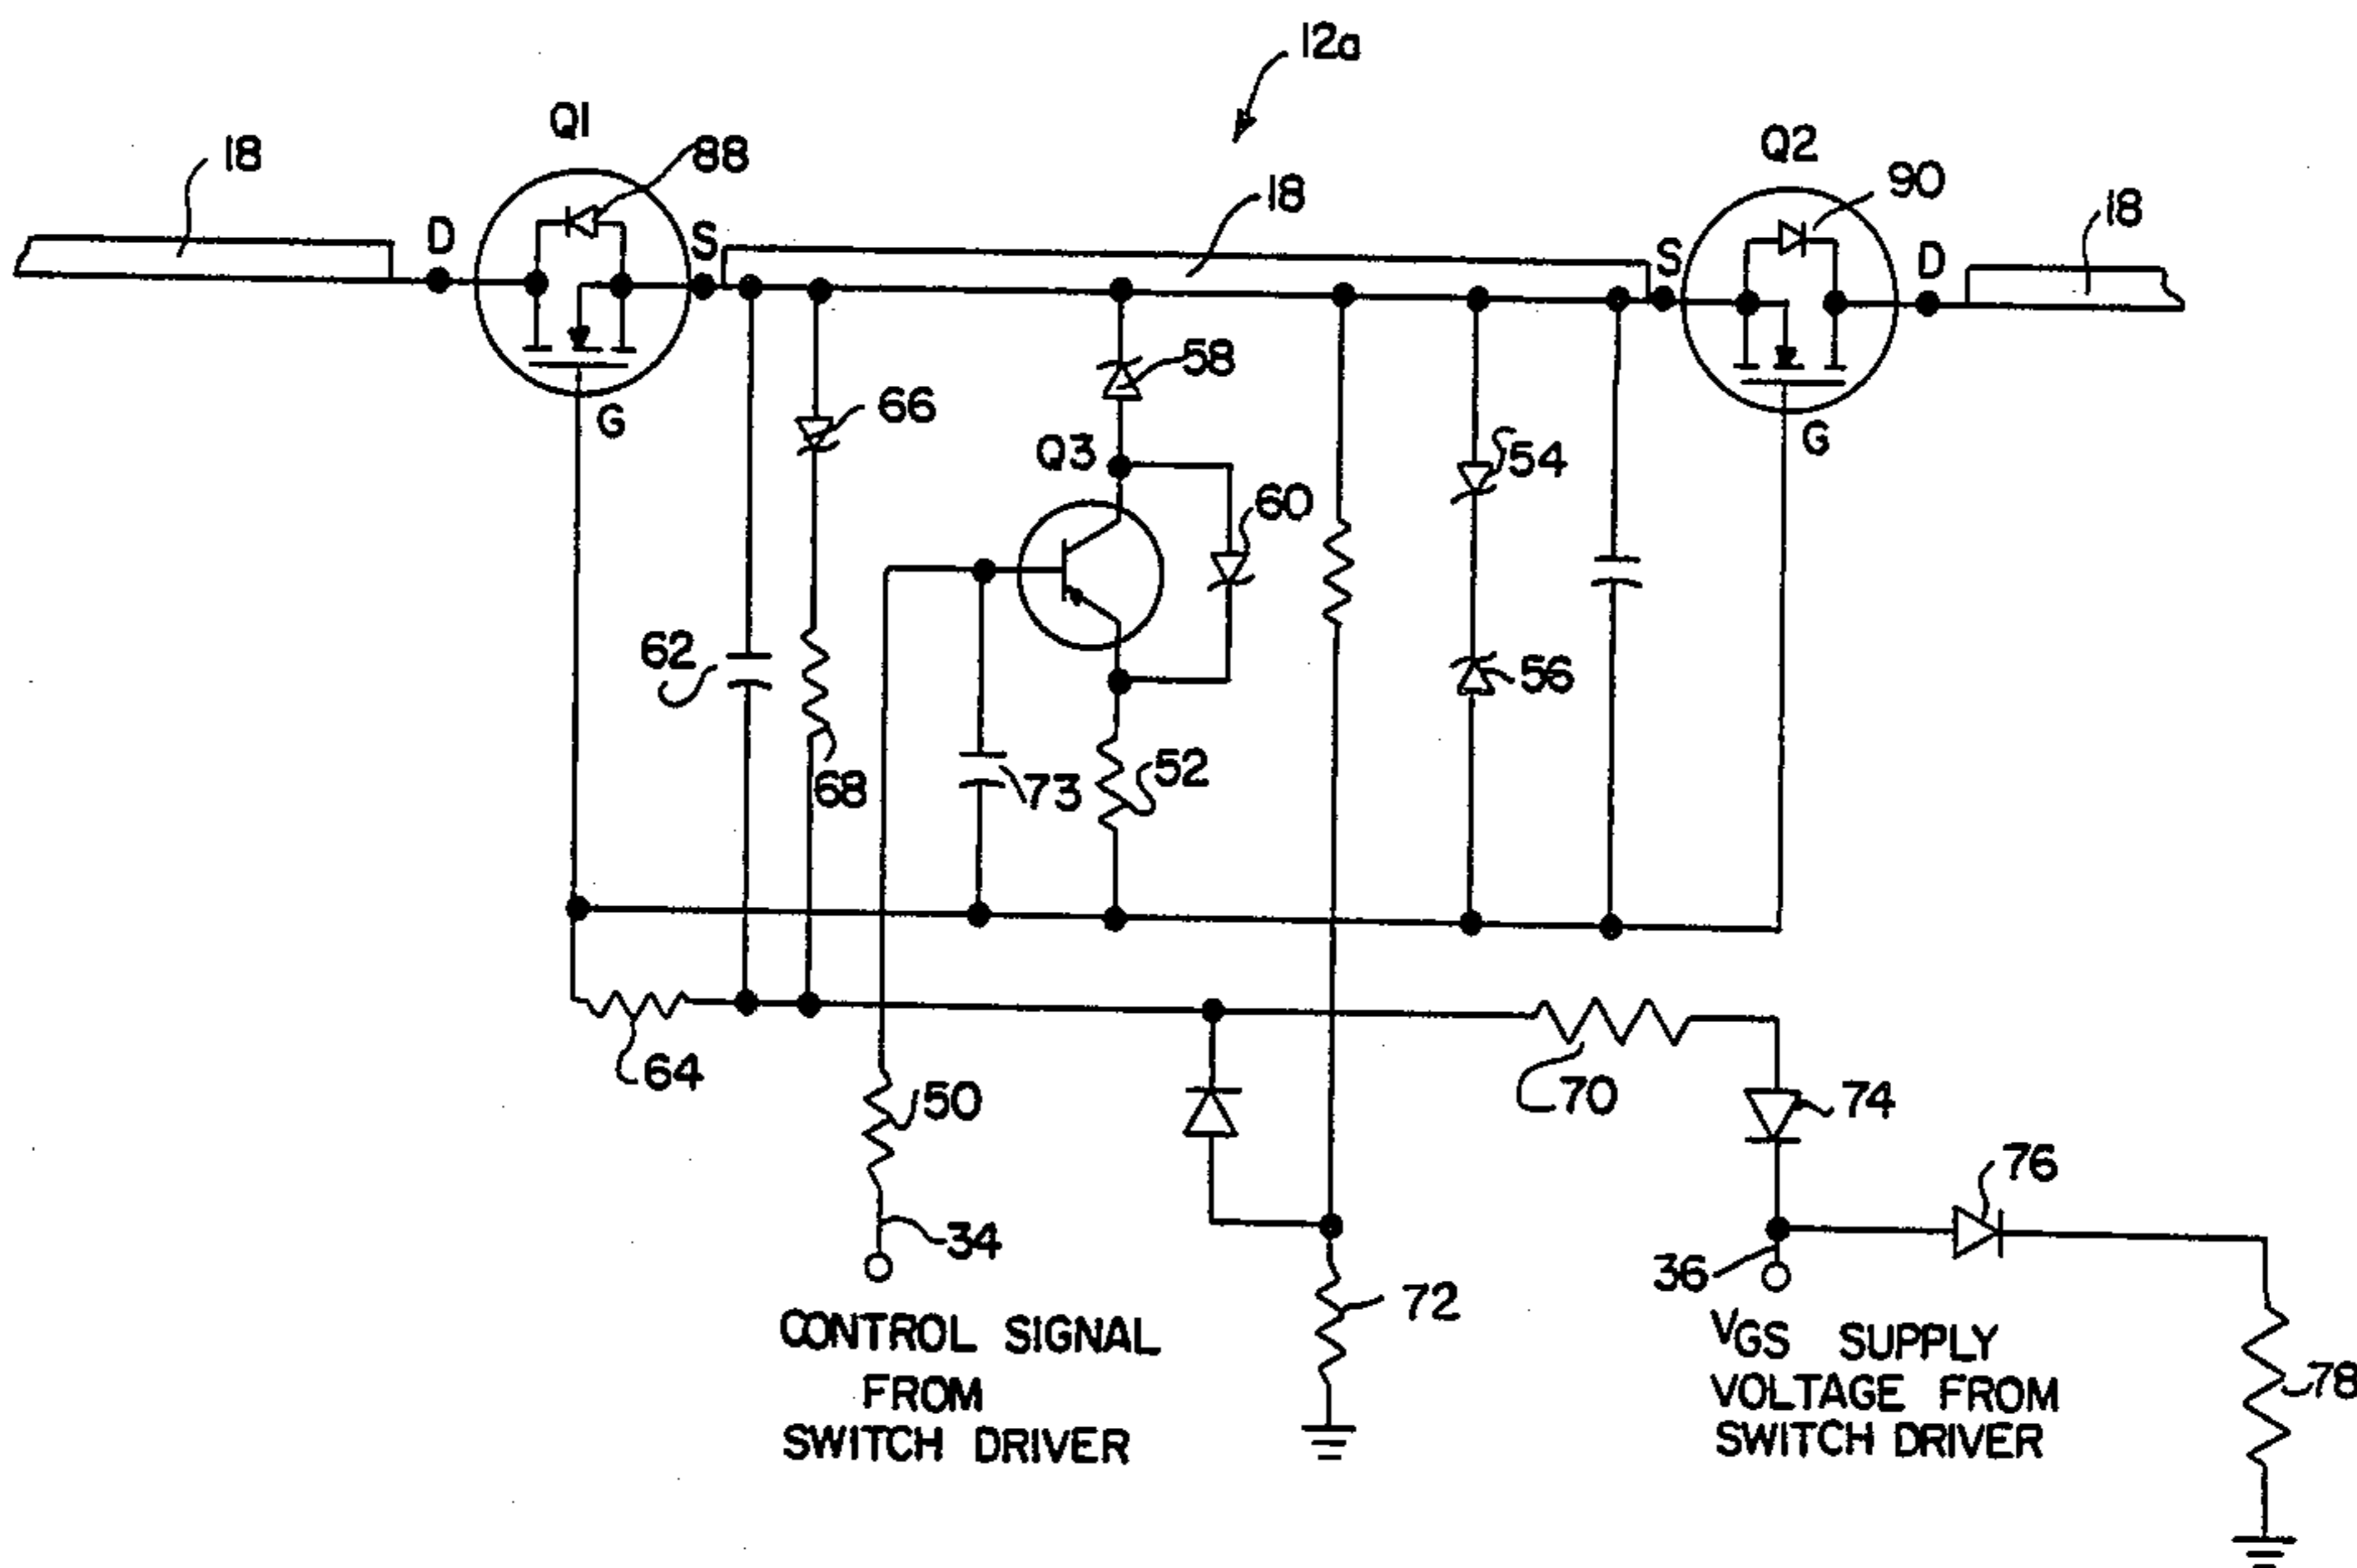 12a
Q1
88
18
D
S
18
Q2
90
18
S
D
G
58
66
Q3
G
54
60
62
56
68
73
52
64
50
70
74
76
34
36
72
CONTROL SIGNAL
FROM
SWITCH DRIVER
VGS SUPPLY
VOLTAGE FROM
SWITCH DRIVER
78